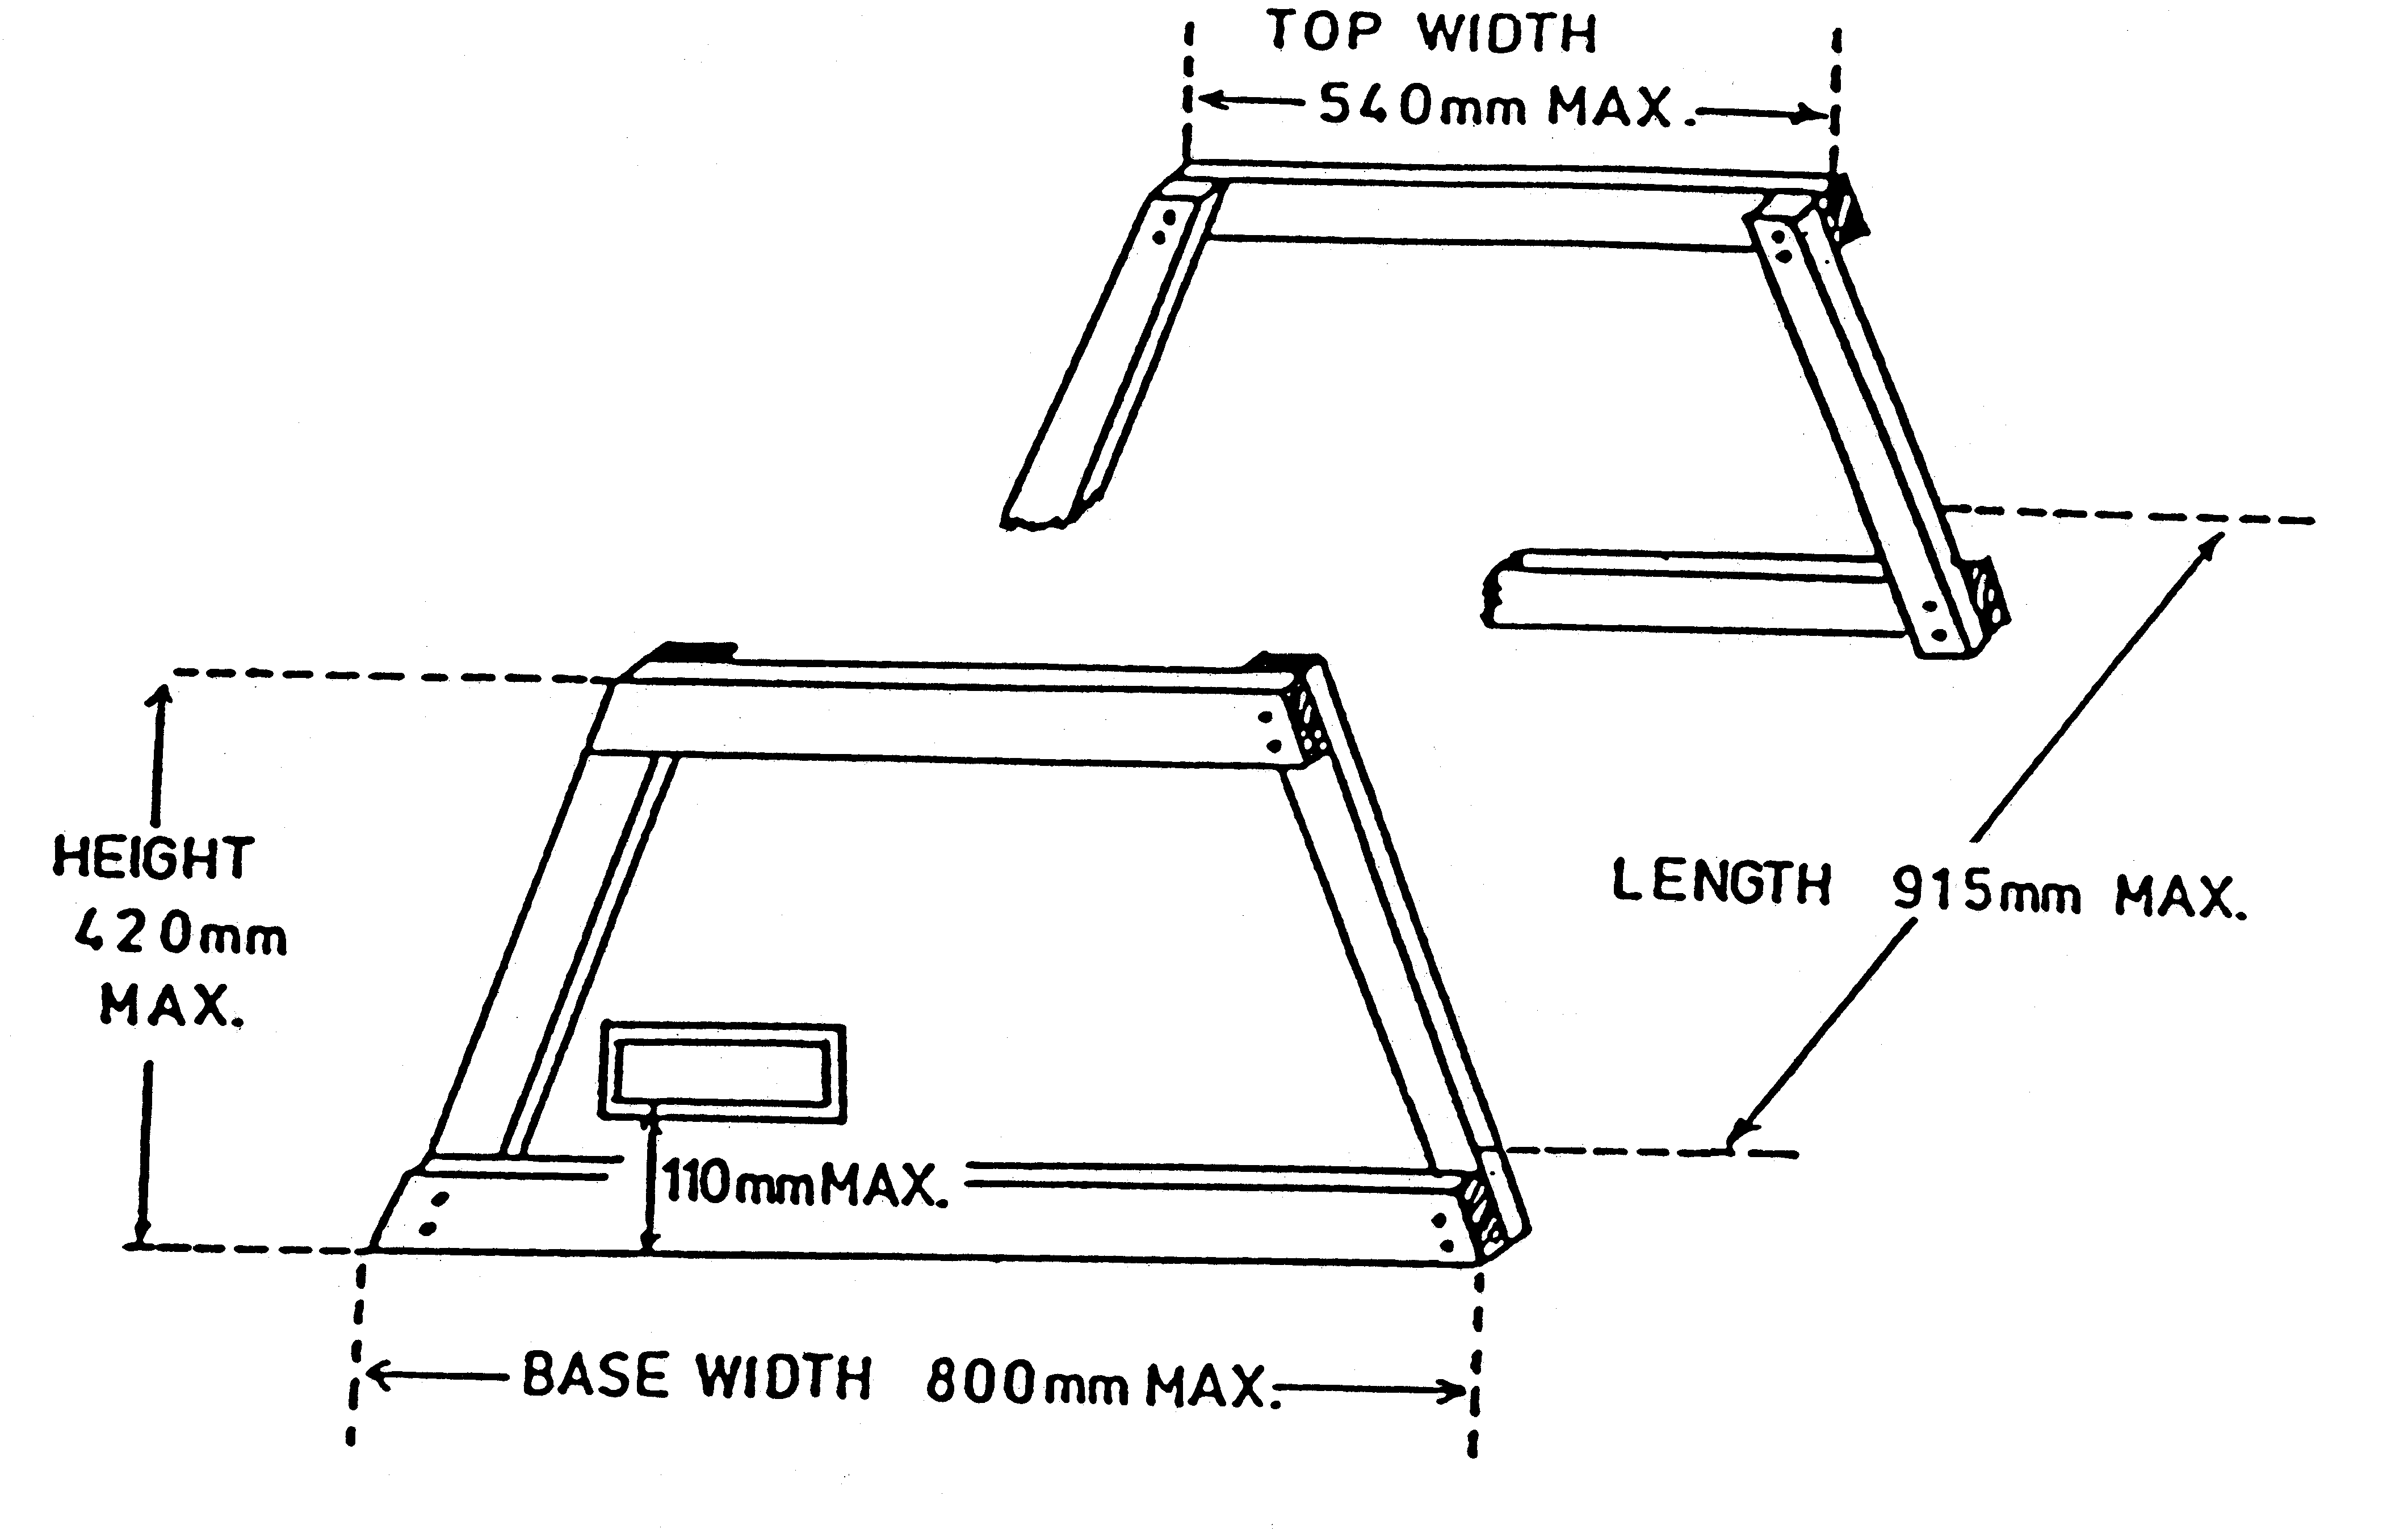 TOP WIDTH
540mm MAX.
HEIGHT
420mm
MAX.
LENGTH 915mm MAX.
110mm MAX.
BASE WIDTH 800mm MAX.